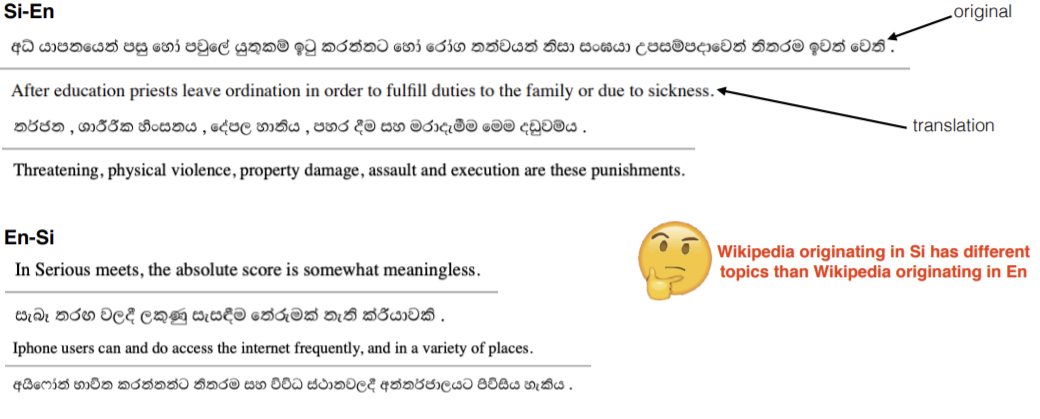 Si-En
original
අධි යාපනයෙන් පසු හෝ පවුලේ යුතුකම් ඉටු කරන්නට හෝ රෝග තත්වයන් නිසා සංඝයා උපසම්පදාවෙන් නිතරම ඉවත් වෙති .
After education priests leave ordination in order to fulfill duties to the family or due to sickness.
translation
තර්ජන , ශාරීරික හිංසනය , දේපල හානිය , පහර දීම සහ මරාදැමීම මෙම දඬුවම්ය .
Threatening, physical violence, property damage, assault and execution are these punishments.
En-Si
In Serious meets, the absolute score is somewhat meaningless.
සැබෑ තරඟ වලදී ලකුණු සැසඳීම තේරුමක් නැති ක්රියාවකි .
Iphone users can and do access the internet frequently, and in a variety of places.
අයිෆෝන් භාවිත කරන්නන්ට නිතරම සහ විවිධ ස්ථානවලදී අන්තර්ජාලයට පිවිසිය හැකිය .
Wikipedia originating in Si has different
topics than Wikipedia originating in En